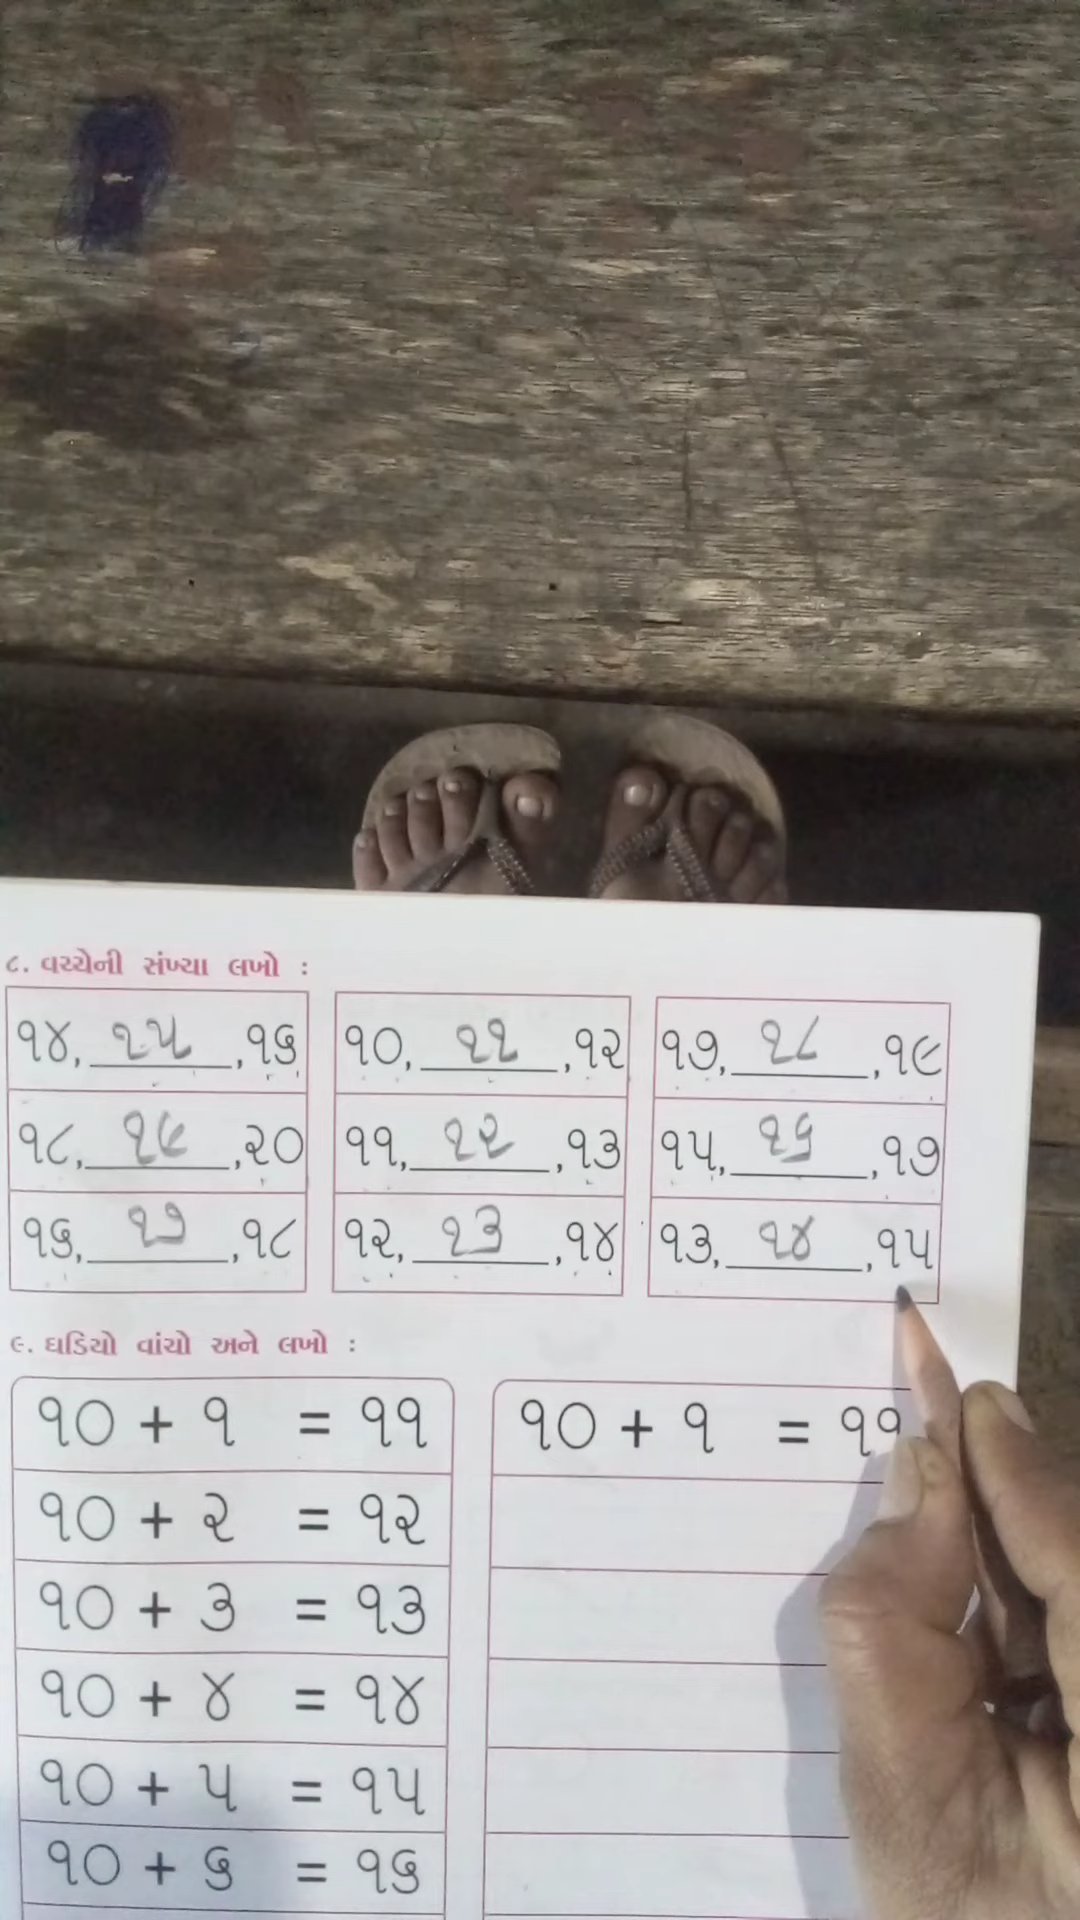 ૮. વચ્ચેની સંખ્યા લખો :
૧૪, ૧૫ ,૧૬ ૧૦, ૧૧ ,૧૨ ૧૭, ૧૮ ,૧૯
૧૮, ૧૯ ,૨૦ ૧૧, ૧૨ ,૧૩ ૧૫, ૧૬ ,૧૭
૧૬, ૧૭ ,૧૮ ૧૨, ૧૩ ,૧૪ ૧૩, ૧૪ ,૧૫
૯. ઘડિયો વાંચો અને લખો :
૧૦ + ૧ = ૧૧ ૧૦ + ૧ = ૧૧
૧૦ + ૨ = ૧૨
૧૦ + ૩ = ૧૩
૧૦ + ૪ = ૧૪
૧૦ + ૫ = ૧૫
૧૦ + ૬ = ૧૬